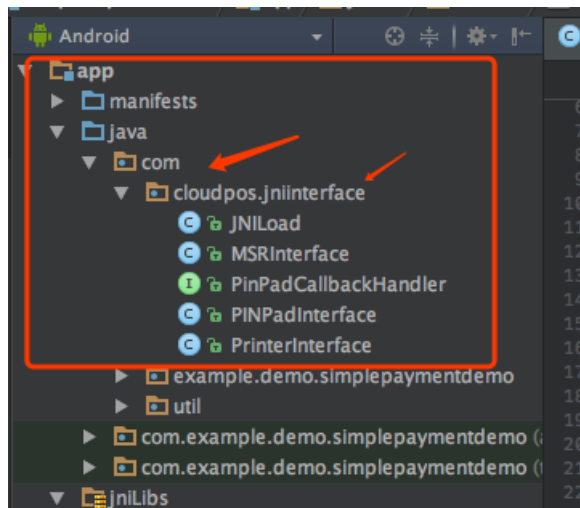 Android
app
manifests
java
com
cloudpos.jniinterface
JNILoad
MSRInterface
PinPadCallbackHandler
PINPadInterface
PrinterInterface
example.demo.simplepaymentdemo
util
com.example.demo.simplepaymentdemo (
com.example.demo.simplepaymentdemo (
jniLibs